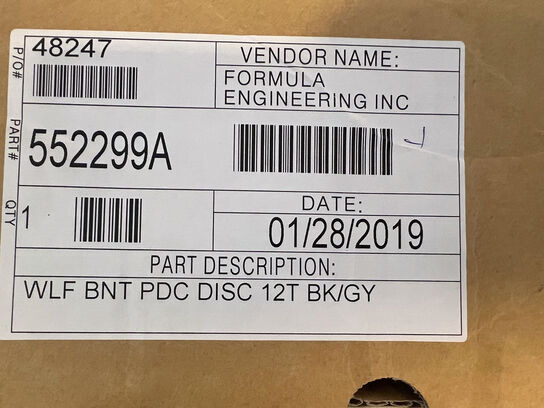 P/O#
48247
VENDOR NAME:
FORMULA
ENGINEERING INC
PART#
552299A
QTY
1
DATE:
01/28/2019
PART DESCRIPTION:
WLF BNT PDC DISC 12T BK/GY